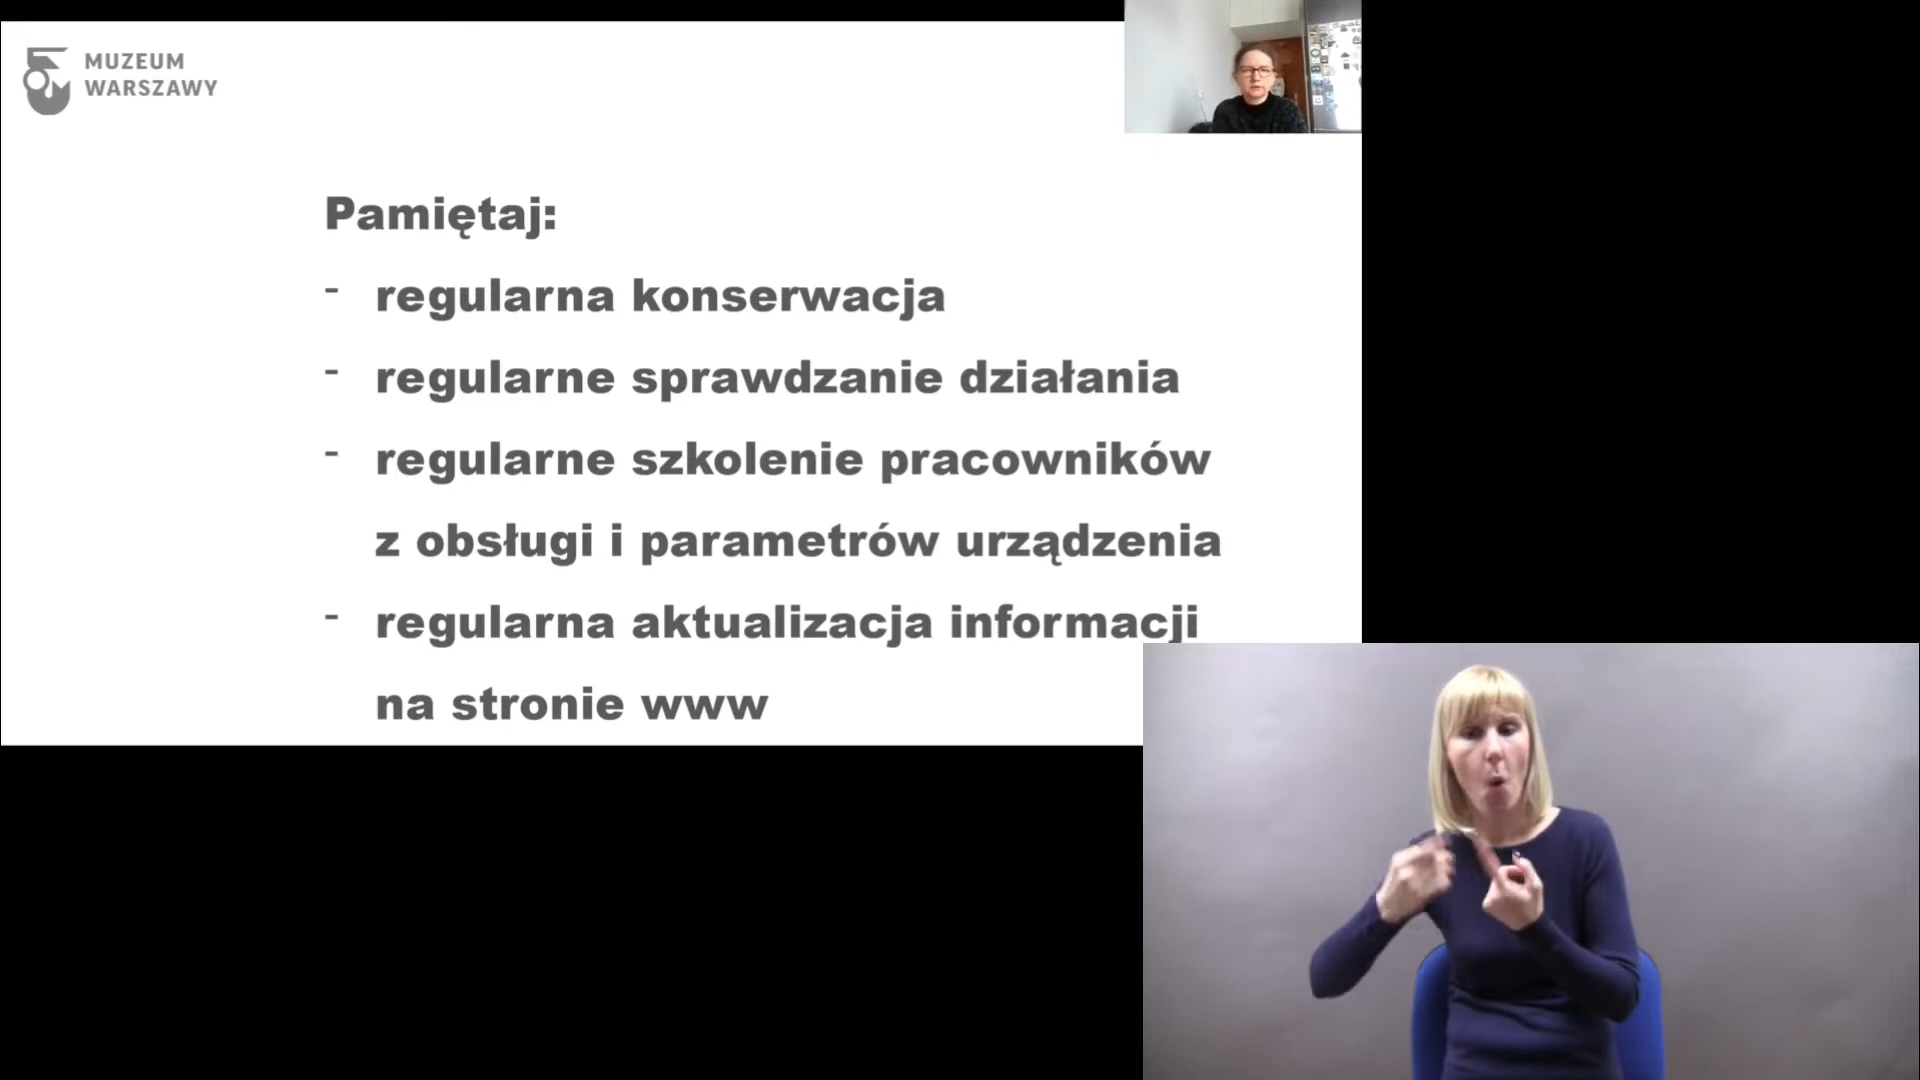 MUZEUM
WARSZAWY
Pamiętaj:
- regularna konserwacja
- regularne sprawdzanie działania
- regularne szkolenie pracowników
z obsługi i parametrów urządzenia
- regularna aktualizacja informacji
na stronie www